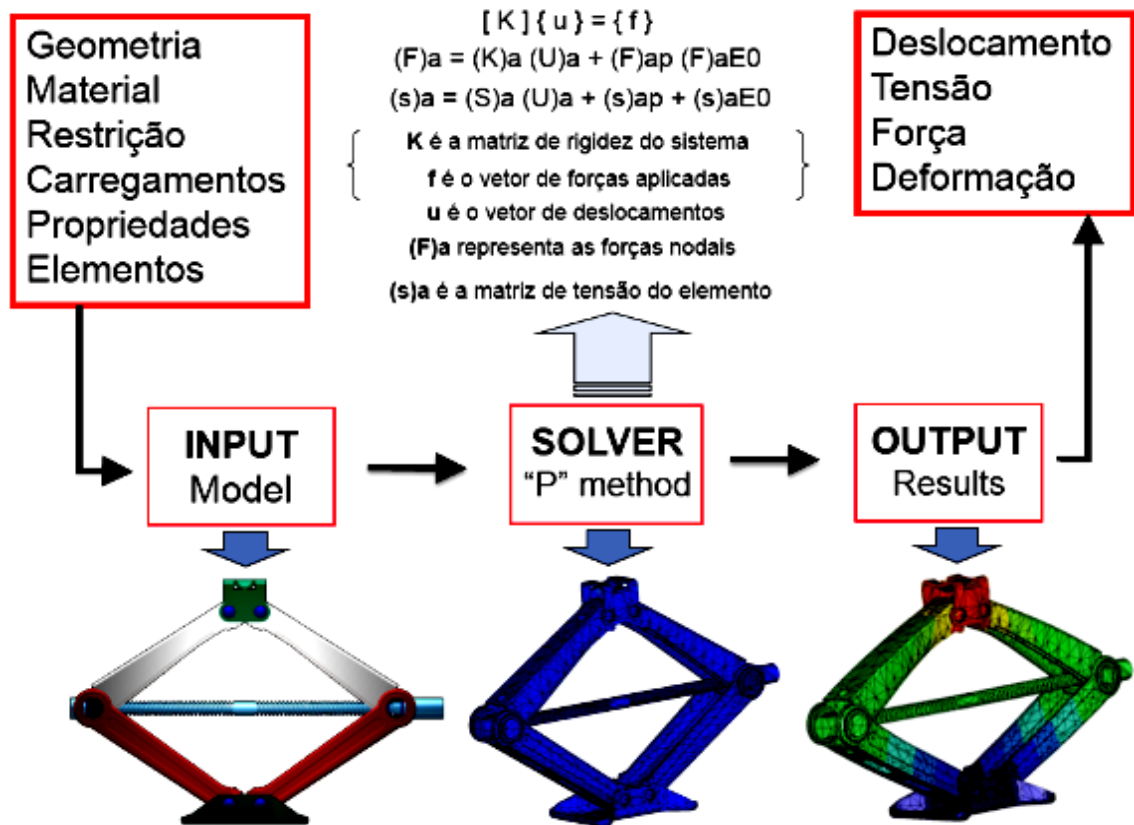 Geometria
Material
Restrição
Carregamentos
Propriedades
Elementos
[ K ] { u } = { f }
(F)a = (K)a (U)a + (F)ap (F)aE0
(s)a = (S)a (U)a + (s)ap + (s)aE0
K é a matriz de rigidez do sistema
f é o vetor de forças aplicadas
u é o vetor de deslocamentos
(F)a representa as forças nodais
(s)a é a matriz de tensão do elemento
Deslocamento
Tensão
Força
Deformação
INPUT
Model
SOLVER
“P” method
OUTPUT
Results